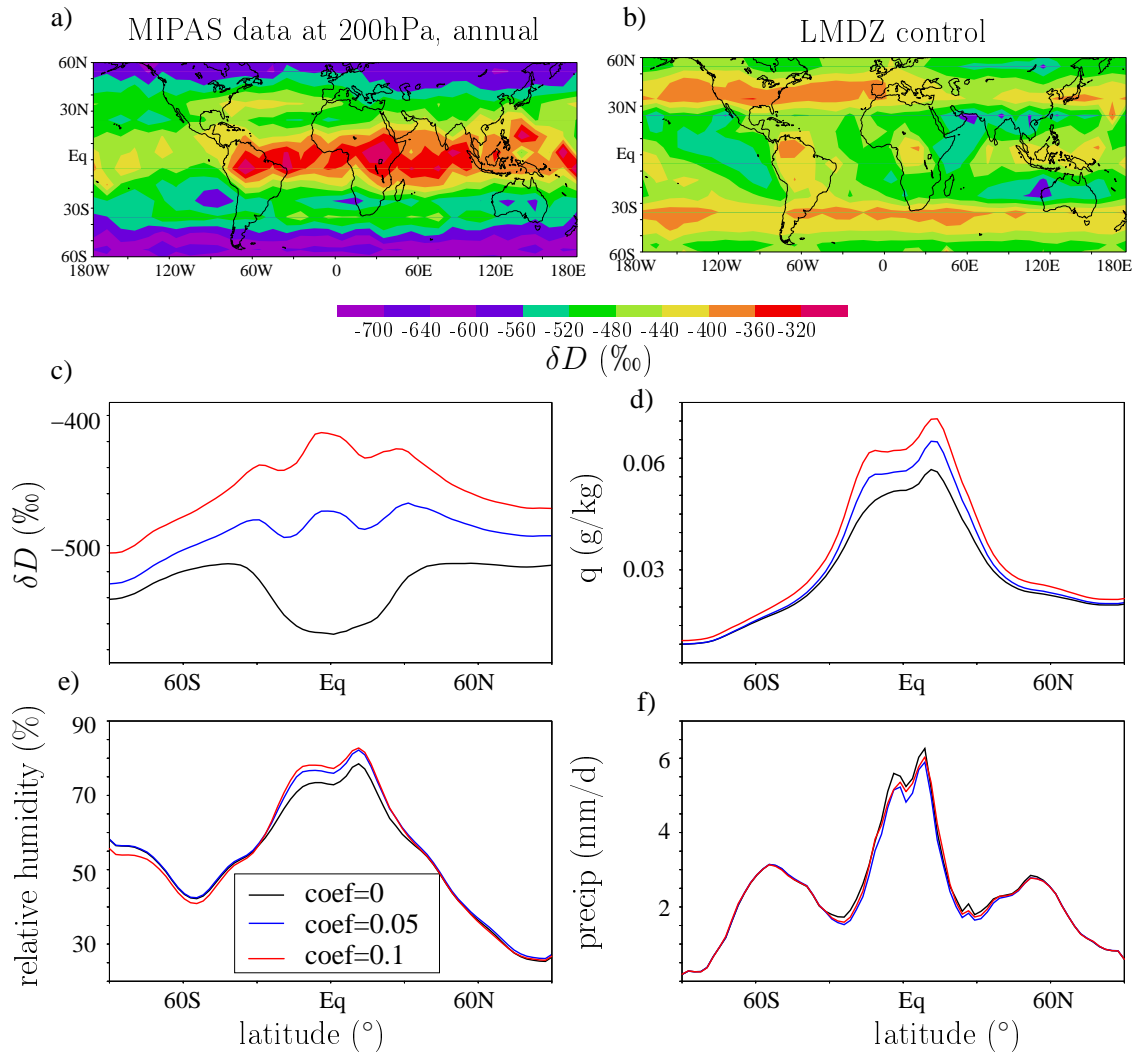 a)
MIPAS data at 200hPa, annual
b)
LMDZ control
60N
30N
Eq
30S
60S
180W 120W 60W 0 60E 120E 180E
60N
30N
Eq
30S
60S
180W 120W 60W 0 60E 120E 180E
-700 -640 -600 -560 -520 -480 -440 -400 -360 -320
δD (‰)
c)
−400
−500
δD (‰)
60S Eq 60N
d)
0.06
0.03
q (g/kg)
60S Eq 60N
e)
90
70
50
30
relative humidity (%)
coef=0
coef=0.05
coef=0.1
60S Eq 60N
latitude (°)
f)
6
4
2
precip (mm/d)
60S Eq 60N
latitude (°)